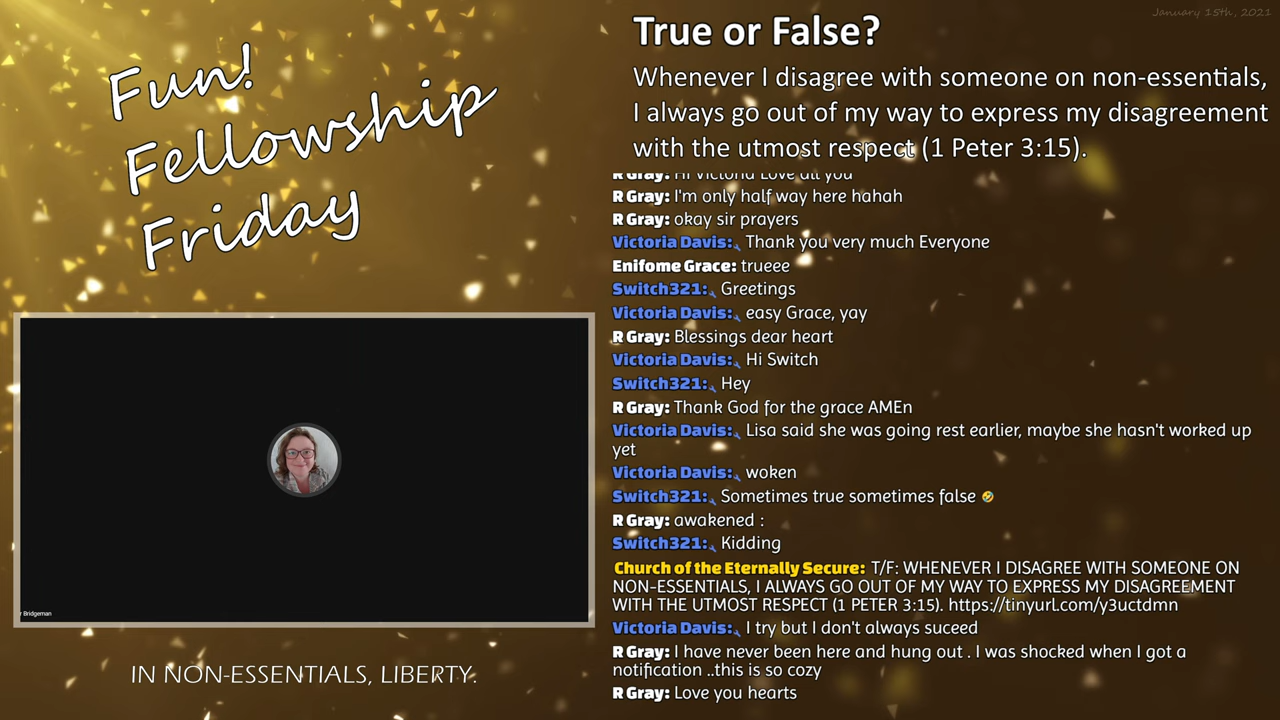 January 15th, 2021
Fun!
Fellowship
Friday
True or False?
Whenever I disagree with someone on non-essentials,
I always go out of my way to express my disagreement
with the utmost respect (1 Peter 3:15).
R Gray: Hi Victoria Love all you
R Gray: I'm only half way here hahah
R Gray: okay sir prayers
Victoria Davis: Thank you very much Everyone
Enifome Grace: trueee
Switch321: Greetings
Victoria Davis: easy Grace, yay
R Gray: Blessings dear heart
Victoria Davis: Hi Switch
Switch321: Hey
R Gray: Thank God for the grace AMEn
Victoria Davis: Lisa said she was going rest earlier, maybe she hasn't worked up
yet
Victoria Davis: woken
Switch321: Sometimes true sometimes false 🤣
R Gray: awakened :
Switch321: Kidding
Church of the Eternally Secure: T/F: WHENEVER I DISAGREE WITH SOMEONE ON
NON-ESSENTIALS, I ALWAYS GO OUT OF MY WAY TO EXPRESS MY DISAGREEMENT
WITH THE UTMOST RESPECT (1 PETER 3:15). https://tinyurl.com/y3uctdmn
Victoria Davis: I try but I don't always suceed
R Gray: I have never been here and hung out . I was shocked when I got a
notification ..this is so cozy
R Gray: Love you hearts
r Bridgeman
IN NON-ESSENTIALS, LIBERTY.